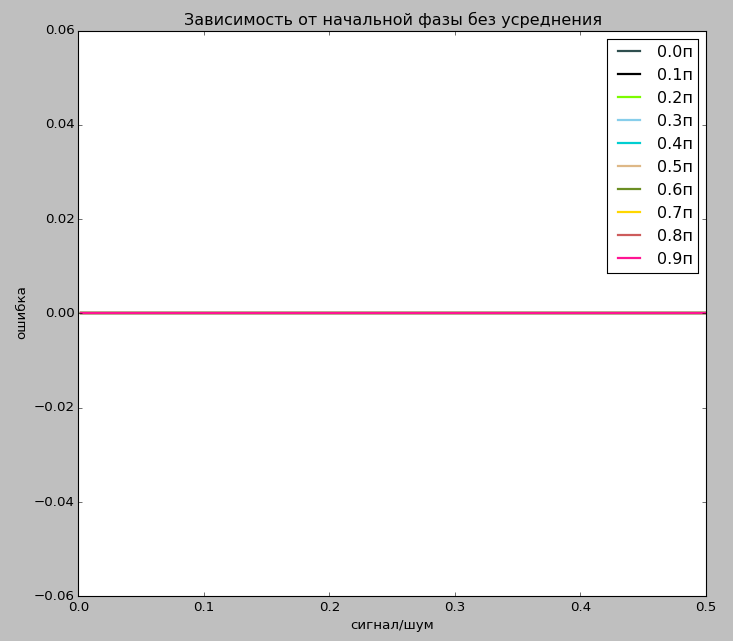 Зависимость от начальной фазы без усреднения
0.06
0.04
0.02
0.00
−0.02
−0.04
−0.06
ошибка
0.0п
0.1п
0.2п
0.3п
0.4п
0.5п
0.6п
0.7п
0.8п
0.9п
0.0 0.1 0.2 0.3 0.4 0.5
сигнал/шум